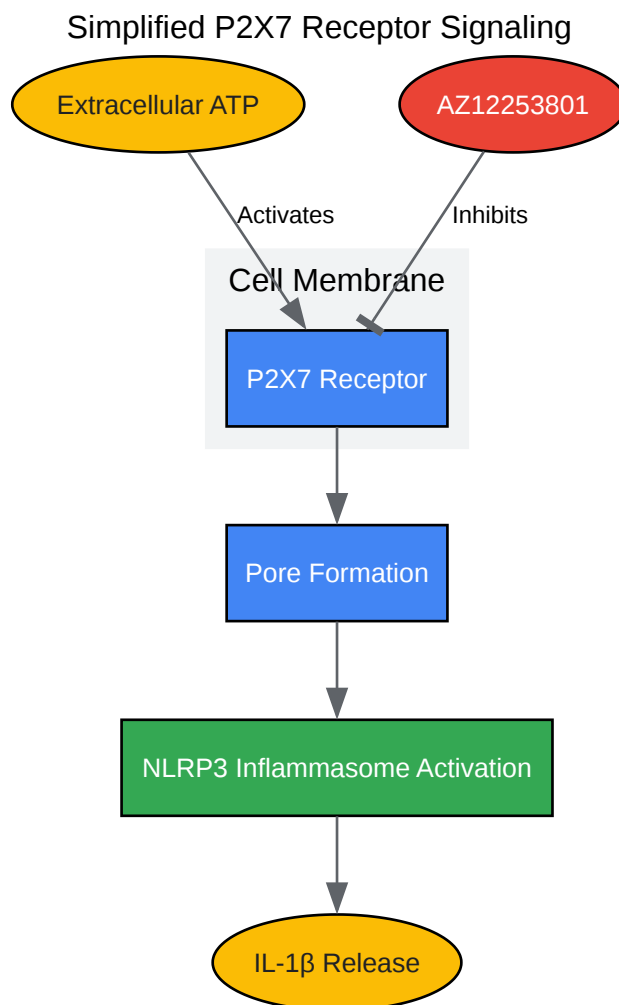 Simplified P2X7 Receptor Signaling
Extracellular ATP
AZ12253801
Activates
Inhibits
Cell Membrane
P2X7 Receptor
Pore Formation
NLRP3 Inflammasome Activation
IL-1β Release